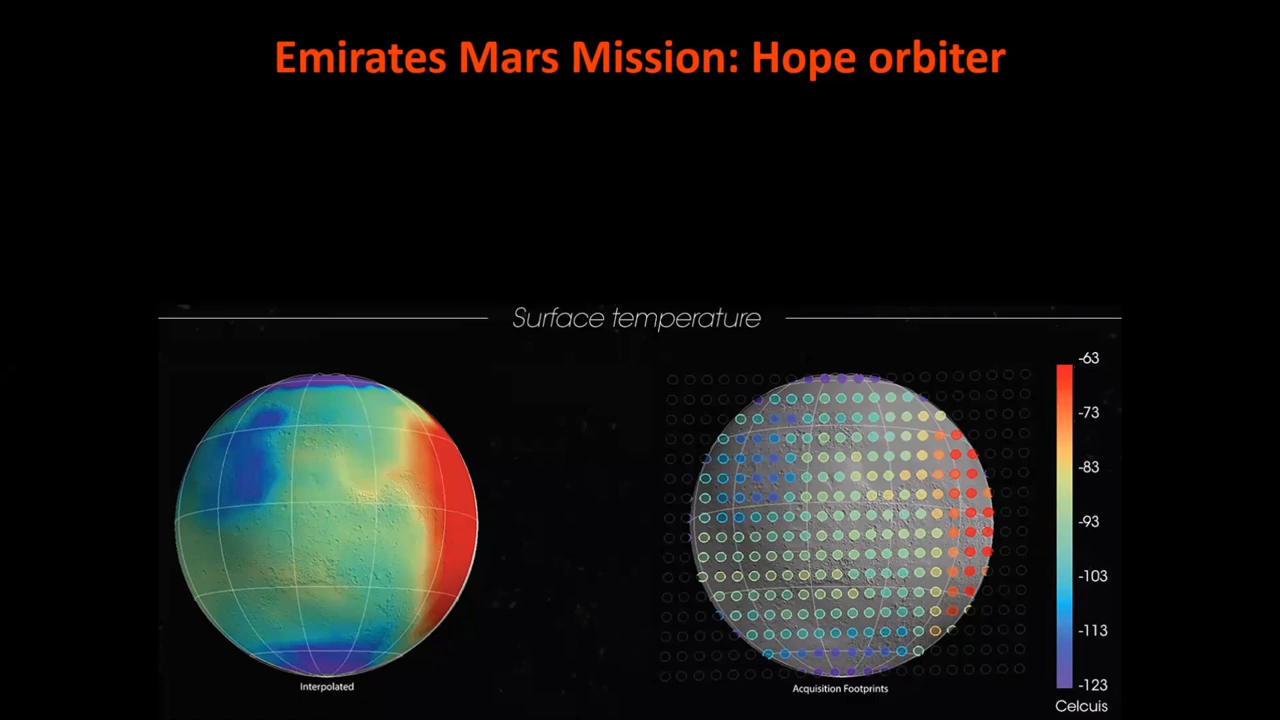 Emirates Mars Mission: Hope orbiter
Surface temperature
-63
-73
-83
-93
-103
-113
-123
Celcuis
Interpolated
Acquisition Footprints